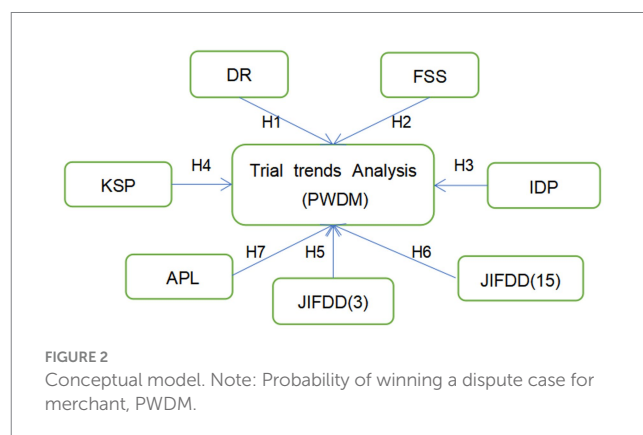 DR
FSS
H1
H2
KSP
H4
Trial trends Analysis
(PWDM)
H3
IDP
H7
H5
H6
APL
JIFDD(3)
JIFDD(15)
FIGURE 2
Conceptual model. Note: Probability of winning a dispute case for
merchant, PWDM.